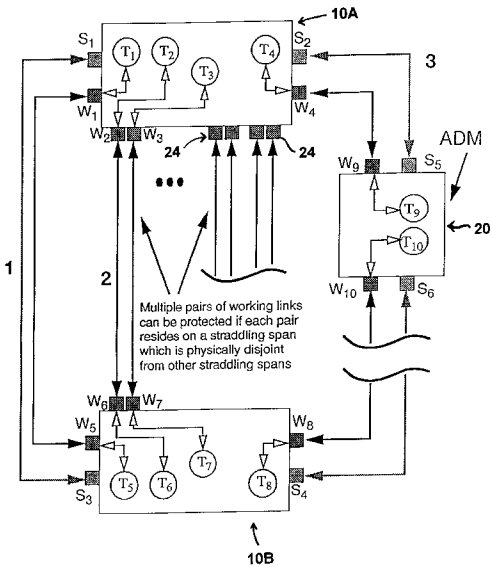 10A
S1
S2
T1
T2
T3
T4
3
W1
W4
W2
W3
24
24
W9
S5
ADM
T9
20
T10
1
2
W10
S6
Multiple pairs of working links
can be protected if each pair
resides on a straddling span
which is physically disjoint
from other straddling spans
W6
W7
W5
W8
T7
T5
T6
T8
S3
S4
10B